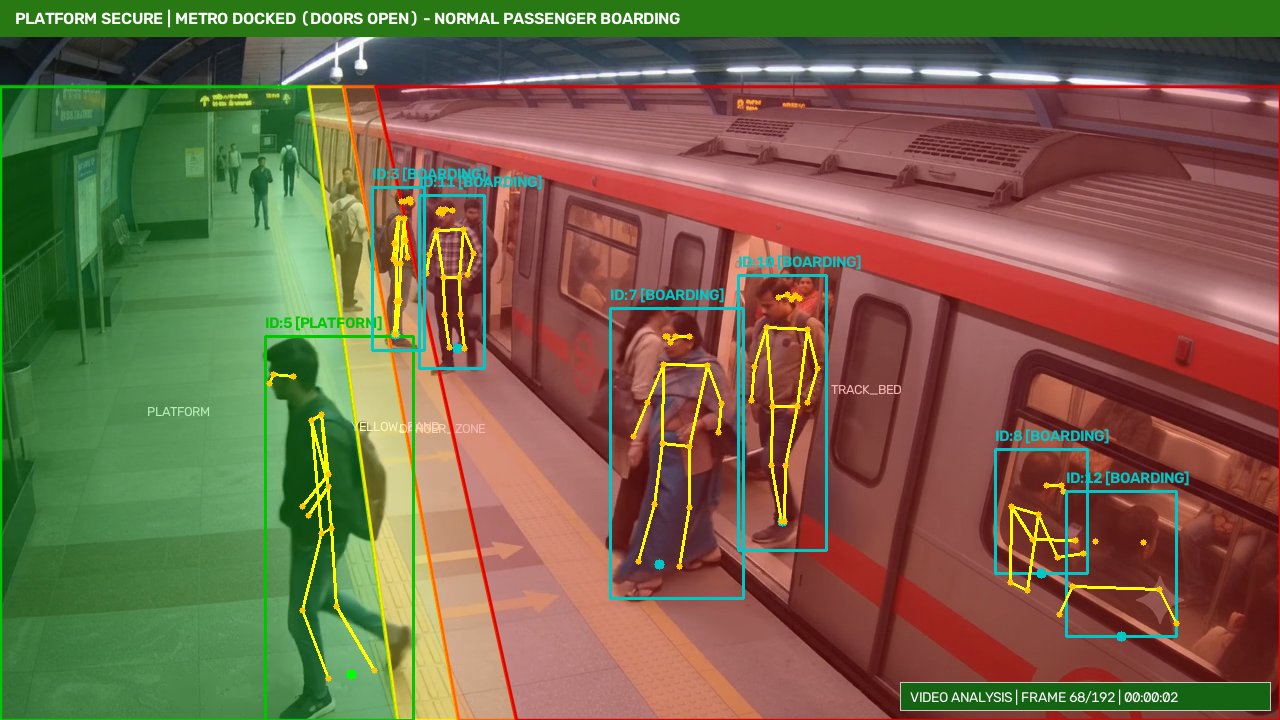 PLATFORM SECURE | METRO DOCKED (DOORS OPEN) - NORMAL PASSENGER BOARDING
ID:3 [BOARDING]
ID:11 [BOARDING]
ID:10 [BOARDING]
ID:7 [BOARDING]
ID:5 [PLATFORM]
TRACK_BED
PLATFORM
YELLOW_BAND
DANGER_ZONE
ID:8 [BOARDING]
ID:12 [BOARDING]
VIDEO ANALYSIS | FRAME 68/192 | 00:00:02